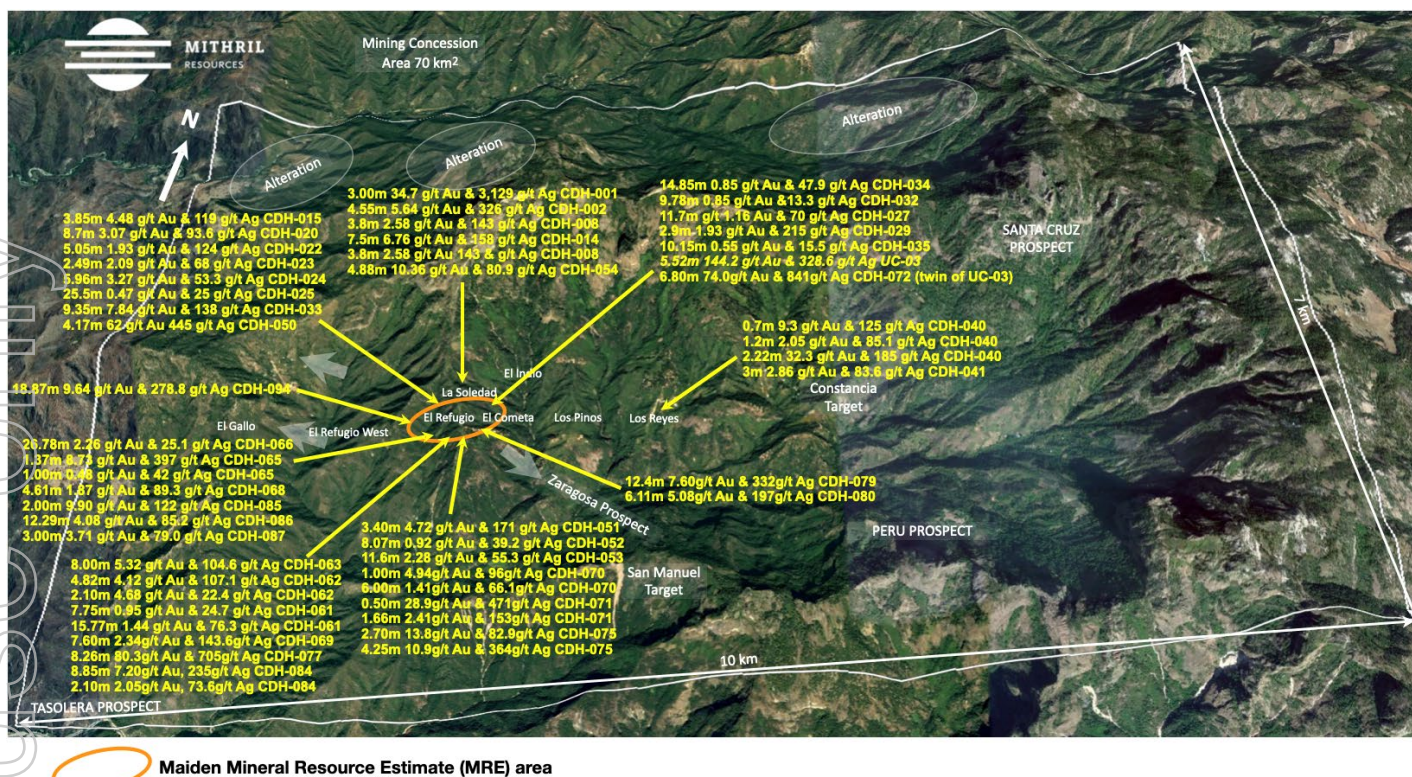 MITHRIL
RESOURCES
Mining Concession
Area 70 km²
N
Alteration
Alteration
Alteration
3.85m 4.48 g/t Au & 119 g/t Ag CDH-015
8.7m 3.07 g/t Au & 93.6 g/t Ag CDH-020
5.05m 1.93 g/t Au & 124 g/t Ag CDH-022
2.49m 2.09 g/t Au & 68 g/t Ag CDH-023
5.96m 3.27 g/t Au & 53.3 g/t Ag CDH-024
25.5m 0.47 g/t Au & 25 g/t Ag CDH-025
9.35m 7.84 g/t Au & 138 g/t Ag CDH-033
4.17m 62 g/t Au 445 g/t Ag CDH-050
3.00m 34.7 g/t Au & 3,129 g/t Ag CDH-001
4.55m 5.64 g/t Au & 326 g/t Ag CDH-002
3.8m 2.58 g/t Au & 143 g/t Ag CDH-008
7.5m 6.76 g/t Au & 158 g/t Ag CDH-014
3.8m 2.58 g/t Au 143 & g/t Ag CDH-008
4.88m 10.36 g/t Au & 80.9 g/t Ag CDH-054
14.85m 0.85 g/t Au & 47.9 g/t Ag CDH-034
9.78m 0.85 g/t Au &13.3 g/t Ag CDH-032
11.7m g/t 1.16 Au & 70 g/t Ag CDH-027
2.9m 1.93 g/t Au & 215 g/t Ag CDH-029
10.15m 0.55 g/t Au & 15.5 g/t Ag CDH-035
5.52m 144.2 g/t Au & 328.6 g/t Ag UC-03
6.80m 74.0g/t Au & 841g/t Ag CDH-072 (twin of UC-03)
SANTA CRUZ
PROSPECT
7 km
0.7m 9.3 g/t Au & 125 g/t Ag CDH-040
1.2m 2.05 g/t Au & 85.1 g/t Ag CDH-040
2.22m 32.3 g/t Au & 185 g/t Ag CDH-040
3m 2.86 g/t Au & 83.6 g/t Ag CDH-041
Constancia
Target
18.87m 9.64 g/t Au & 278.8 g/t Ag CDH-094
El Indio
La Soledad
El Gallo
El Refugio West
El Refugio
El Cometa
Los Pinos
Los Reyes
26.78m 2.26 g/t Au & 25.1 g/t Ag CDH-066
1.37m 8.73 g/t Au & 397 g/t Ag CDH-065
1.00m 0.48 g/t Au & 42 g/t Ag CDH-065
4.61m 1.87 g/t Au & 89.3 g/t Ag CDH-068
2.00m 9.90 g/t Au & 122 g/t Ag CDH-085
12.29m 4.08 g/t Au & 85.2 g/t Ag CDH-086
3.00m 3.71 g/t Au & 79.0 g/t Ag CDH-087
12.4m 7.60g/t Au & 332g/t Ag CDH-079
6.11m 5.08g/t Au & 197g/t Ag CDH-080
Zaragosa Prospect
PERU PROSPECT
8.00m 5.32 g/t Au & 104.6 g/t Ag CDH-063
4.82m 4.12 g/t Au & 107.1 g/t Ag CDH-062
2.10m 4.68 g/t Au & 22.4 g/t Ag CDH-062
7.75m 0.95 g/t Au & 24.7 g/t Ag CDH-061
15.77m 1.44 g/t Au & 76.3 g/t Ag CDH-061
7.60m 2.34g/t Au & 143.6g/t Ag CDH-069
8.26m 80.3g/t Au & 705g/t Ag CDH-077
8.85m 7.20g/t Au, 235g/t Ag CDH-084
2.10m 2.05g/t Au, 73.6g/t Ag CDH-084
3.40m 4.72 g/t Au & 171 g/t Ag CDH-051
8.07m 0.92 g/t Au & 39.2 g/t Ag CDH-052
11.6m 2.28 g/t Au & 55.3 g/t Ag CDH-053
1.00m 4.94g/t Au & 96g/t Ag CDH-070
6.00m 1.41g/t Au & 66.1g/t Ag CDH-070
0.50m 28.9g/t Au & 471g/t Ag CDH-071
1.66m 2.41g/t Au & 153g/t Ag CDH-071
2.70m 13.8g/t Au & 82.9g/t Ag CDH-075
4.25m 10.9g/t Au & 364g/t Ag CDH-075
San Manuel
Target
10 km
TASOLERA PROSPECT
Maiden Mineral Resource Estimate (MRE) area